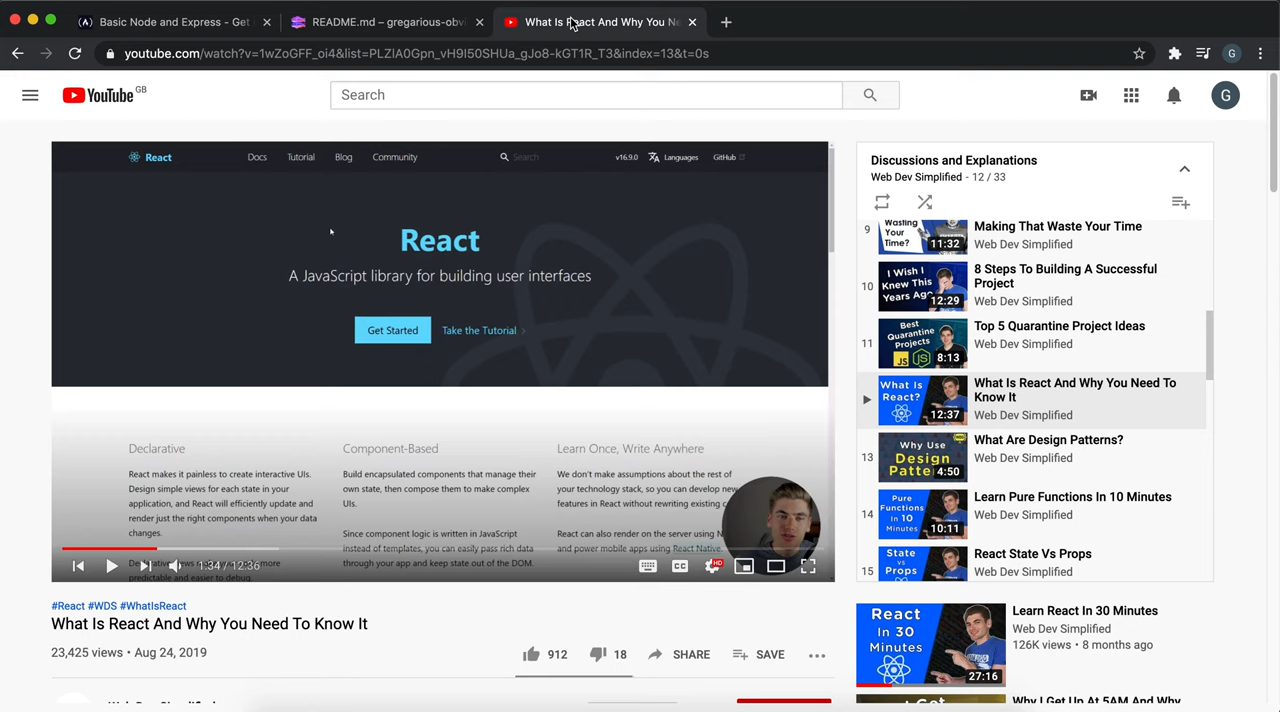 Basic Node and Express - Get
README.md – gregarious-obvi
What Is React And Why You Ne
youtube.com/watch?v=1wZoGFF_oi4&list=PLZlA0Gpn_vH9l50SHUa_gJo8-kGT1R_T3&index=13&t=0s
G
YouTube GB
Search
G
React
Docs
Tutorial
Blog
Community
Search
v16.9.0
Languages
GitHub
React
A JavaScript library for building user interfaces
Get Started
Take the Tutorial
Declarative
React makes it painless to create interactive UIs.
Design simple views for each state in your
application, and React will efficiently update and
render just the right components when your data
changes.
Declarative views make your code more
predictable and easier to debug.
Component-Based
Build encapsulated components that manage their
own state, then compose them to make complex
UIs.
Since component logic is written in JavaScript
instead of templates, you can easily pass rich data
through your app and keep state out of the DOM.
Learn Once, Write Anywhere
We don't make assumptions about the rest of
your technology stack, so you can develop new
features in React without rewriting existing
React can also render on the server using
and power mobile apps using React Native.
1:34 / 12:36
CC
HD
#React #WDS #WhatIsReact
What Is React And Why You Need To Know It
23,425 views • Aug 24, 2019
912
18
SHARE
SAVE
Discussions and Explanations
Web Dev Simplified - 12 / 33
9
Wasting
Your
Time?
11:32
Making That Waste Your Time
Web Dev Simplified
10
I Wish I
Knew This
Years Ago
12:29
8 Steps To Building A Successful
Project
Web Dev Simplified
11
Best
Quarantine
Projects
JS
8:13
Top 5 Quarantine Project Ideas
Web Dev Simplified
What Is
React?
12:37
What Is React And Why You Need To
Know It
Web Dev Simplified
13
Why Use
Design
Patte
4:50
What Are Design Patterns?
Web Dev Simplified
14
Pure
Functions
In 10
Minutes
10:11
Learn Pure Functions In 10 Minutes
Web Dev Simplified
15
State
vs
Props
React State Vs Props
Web Dev Simplified
React
In 30
Minutes
27:16
Learn React In 30 Minutes
Web Dev Simplified
126K views • 8 months ago
I Get
Why I Get Up At 5AM And Why